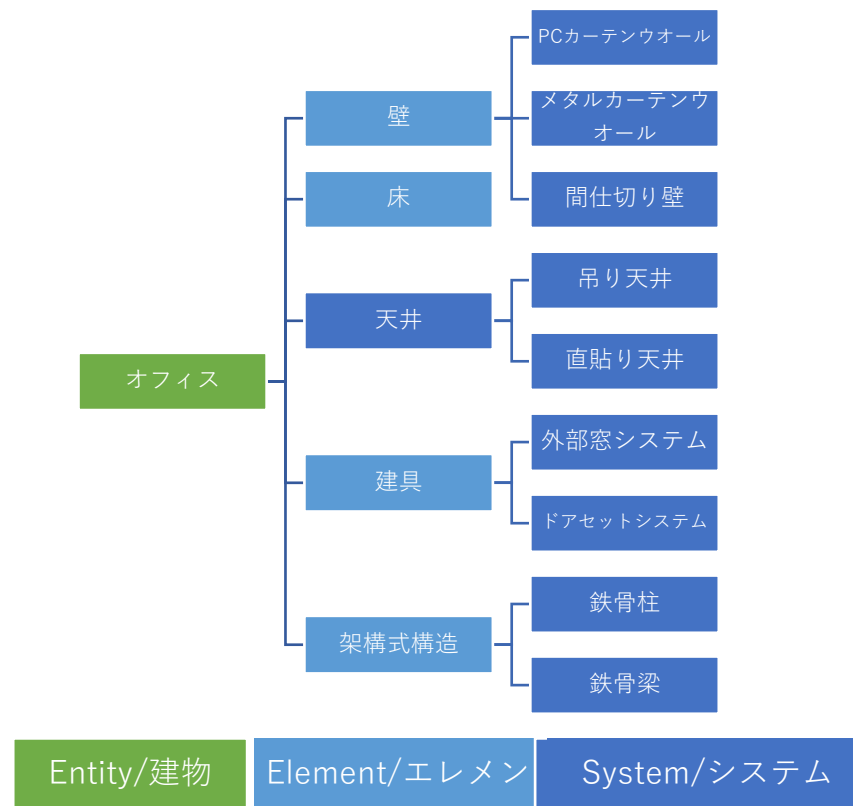 PCカーテンウオール
メタルカーテンウ
オール
壁
床
間仕切り壁
吊り天井
天井
直貼り天井
オフィス
外部窓システム
建具
ドアセットシステム
鉄骨柱
架構式構造
鉄骨梁
Entity/建物
Element/エレメン
System/システム